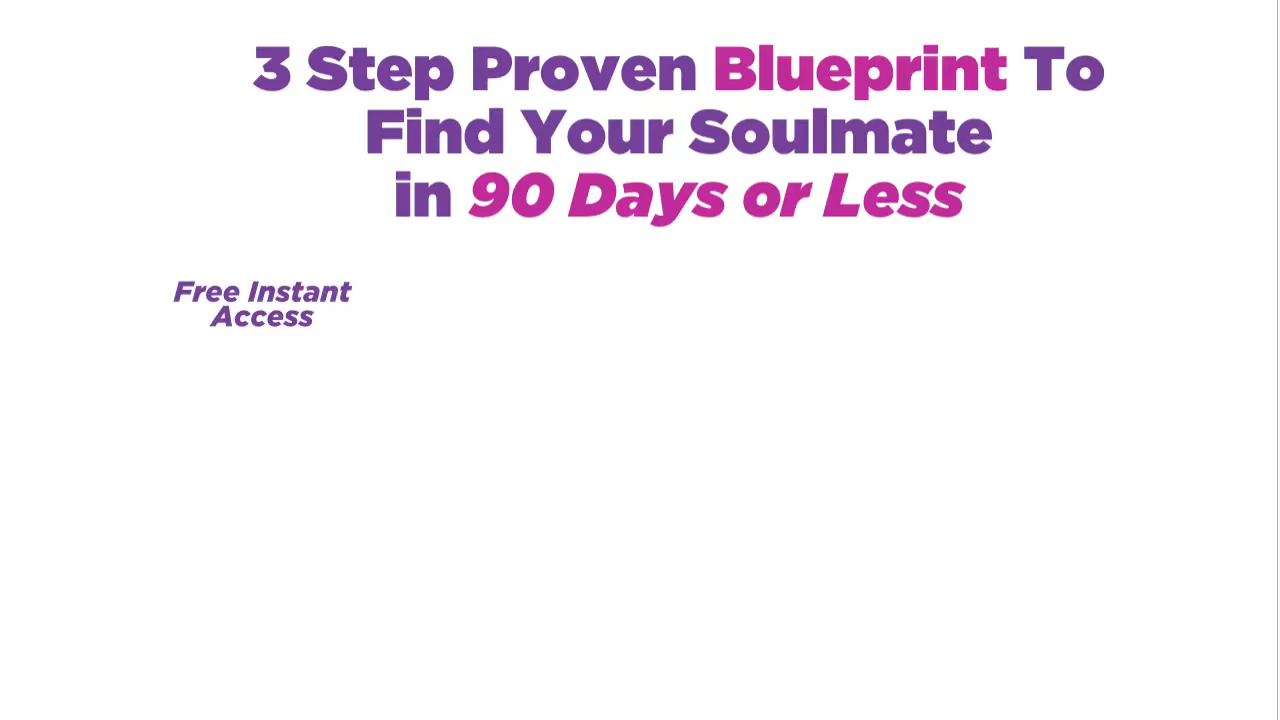 3 Step Proven Blueprint To
Find Your Soulmate
in 90 Days or Less
Free Instant
Access